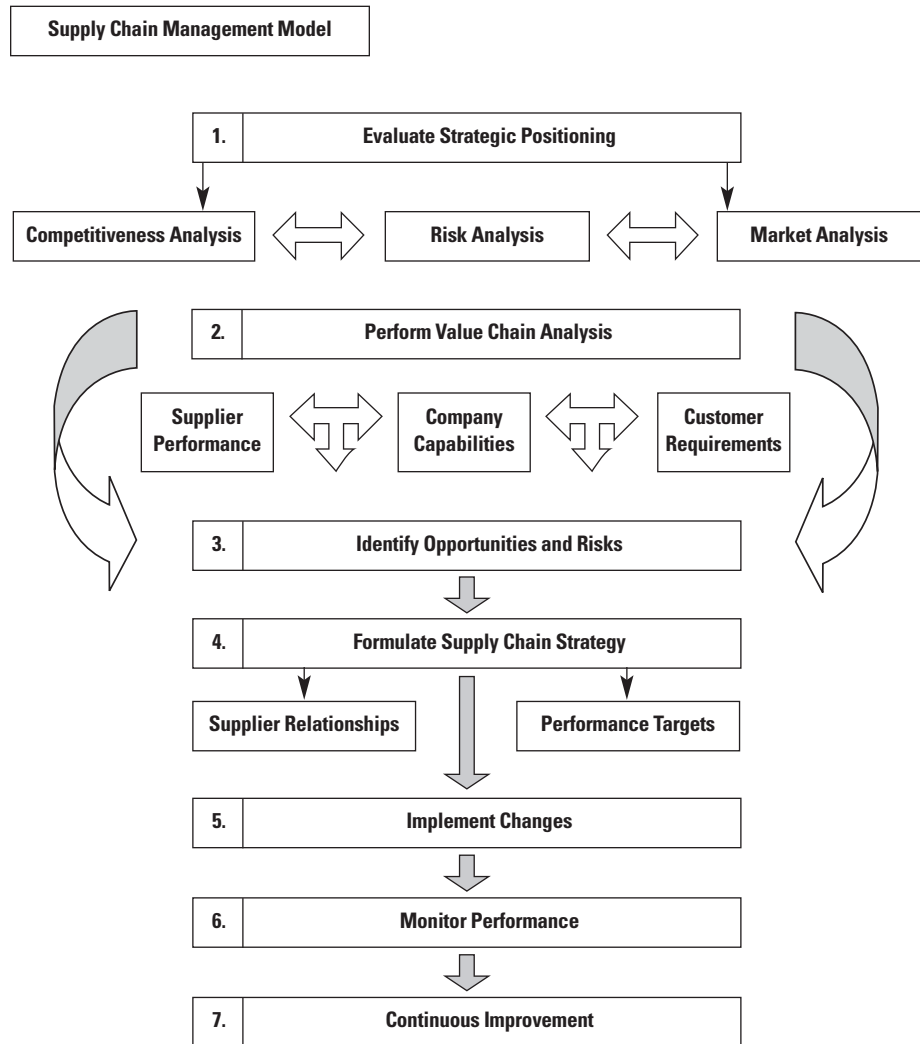 Supply Chain Management Model
1. Evaluate Strategic Positioning
Competitiveness Analysis Risk Analysis Market Analysis
2. Perform Value Chain Analysis
Supplier
Performance
Company
Capabilities
Customer
Requirements
3. Identify Opportunities and Risks
4. Formulate Supply Chain Strategy
Supplier Relationships Performance Targets
5. Implement Changes
6. Monitor Performance
7. Continuous Improvement